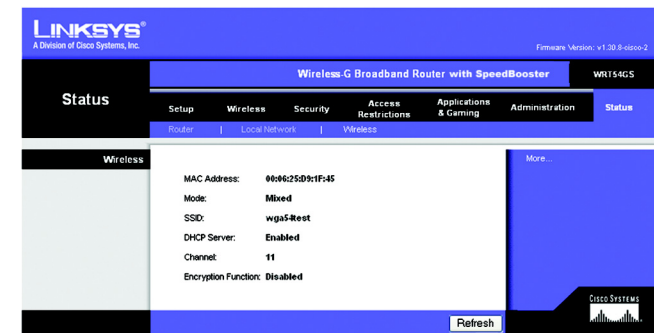 LINKSYS®
A Division of Cisco Systems, Inc.
Firmware Version: v1.30.8-cisco-2
Wireless-G Broadband Router with SpeedBooster WRT54GS
Status
Setup Wireless Security Access Restrictions Applications & Gaming Administration Status
Router | Local Network | Wireless
Wireless
More...
MAC Address: 00:06:25:D9:1F:45
Mode: Mixed
SSID: wga54test
DHCP Server: Enabled
Channel: 11
Encryption Function: Disabled
CISCO SYSTEMS
Refresh